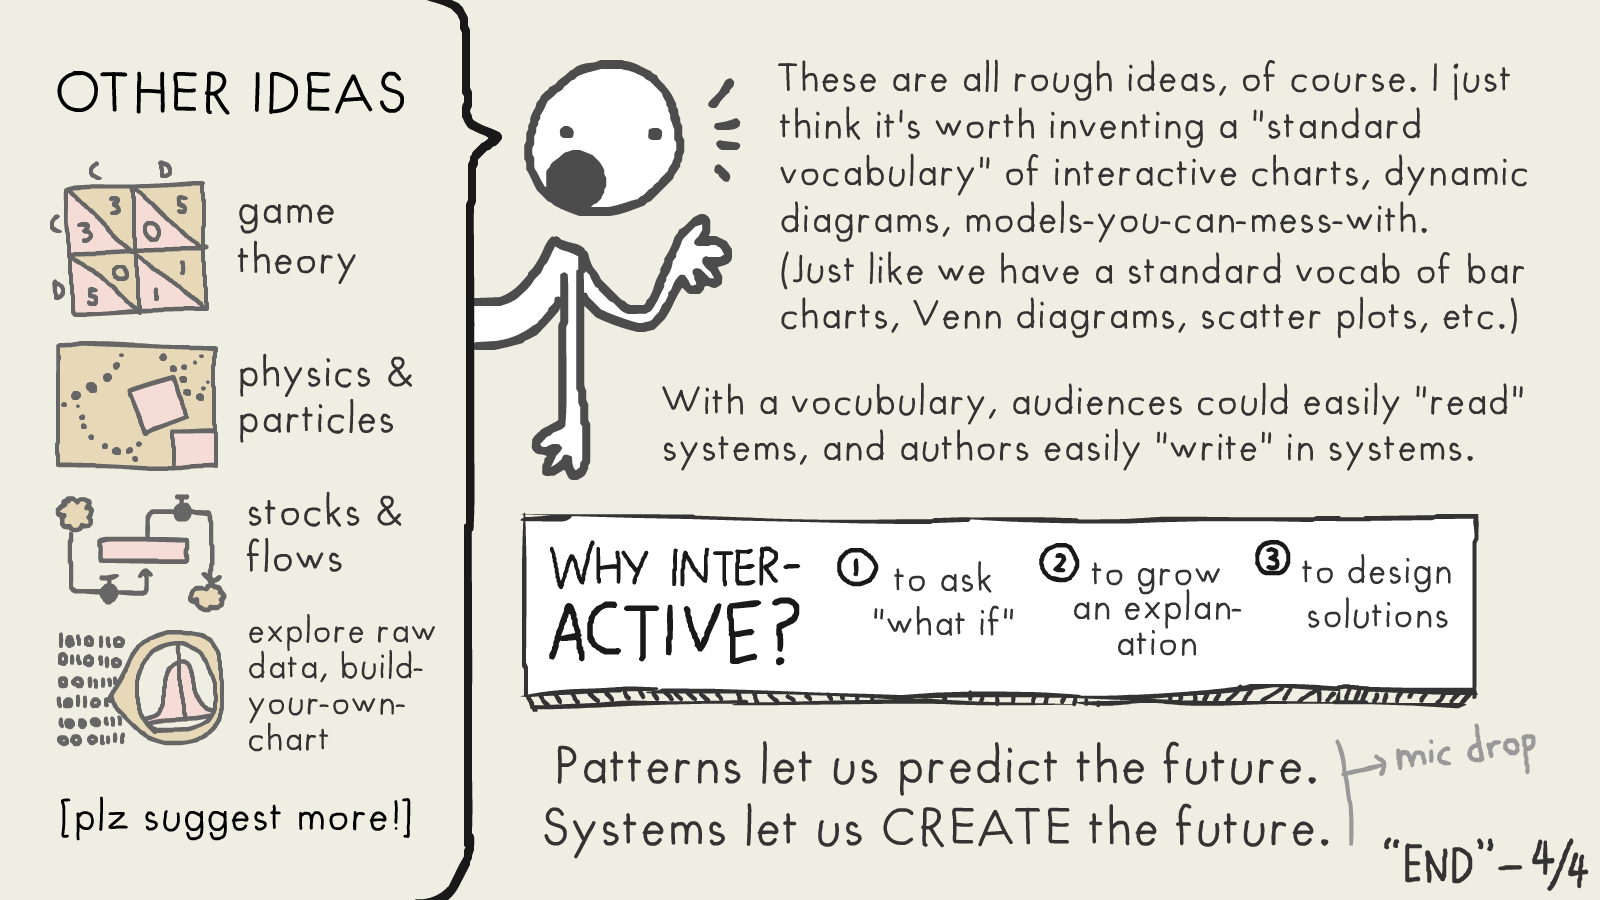 OTHER IDEAS
C D
C 3 3 5 0
D 5 0 1 1
game
theory
physics &
particles
stocks &
flows
explore raw
data, build-
your-own-
chart
[plz suggest more!]
These are all rough ideas, of course. I just
think it's worth inventing a "standard
vocabulary" of interactive charts, dynamic
diagrams, models-you-can-mess-with.
(Just like we have a standard vocab of bar
charts, Venn diagrams, scatter plots, etc.)
With a vocubulary, audiences could easily "read"
systems, and authors easily "write" in systems.
WHY INTER-
ACTIVE?
1 to ask
"what if"
2 to grow
an explan-
ation
3 to design
solutions
Patterns let us predict the future.
Systems let us CREATE the future.
mic drop
"END" – 4/4